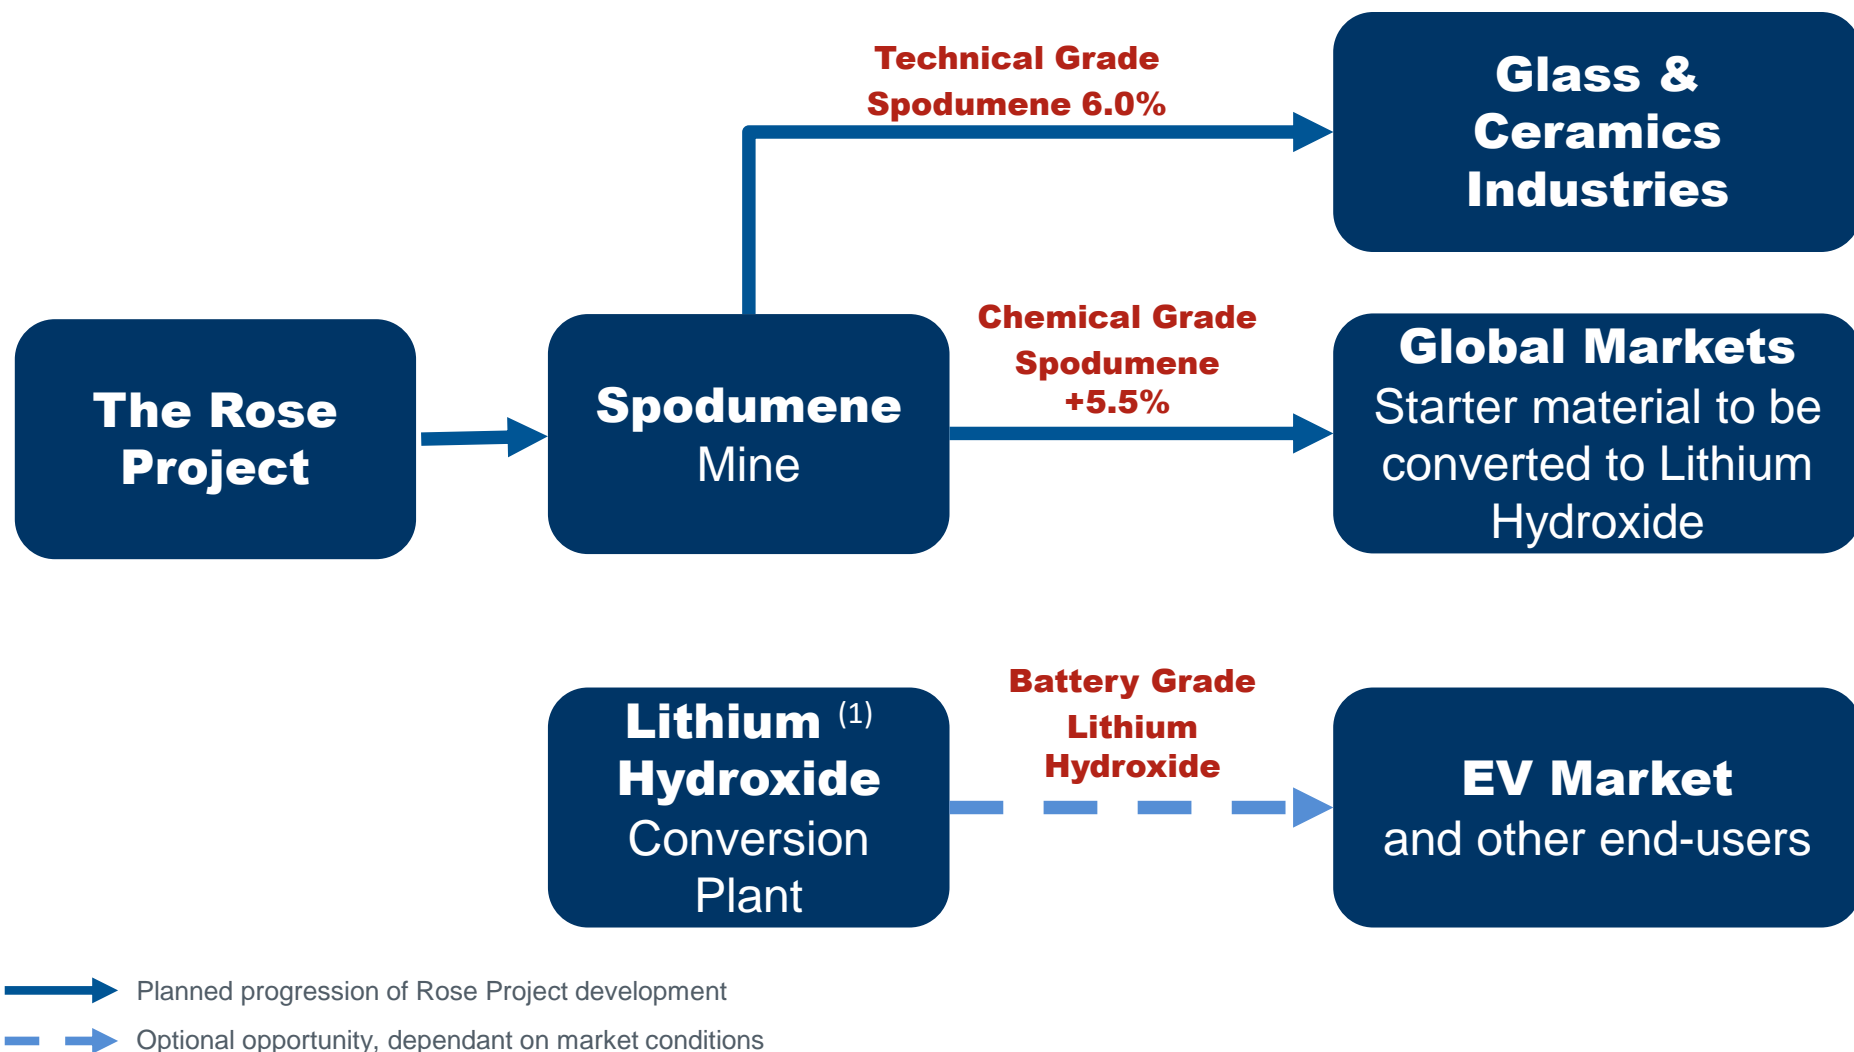 Technical Grade
Spodumene 6.0%
Glass &
Ceramics
Industries
The Rose
Project
Spodumene
Mine
Chemical Grade
Spodumene
+5.5%
Global Markets
Starter material to be
converted to Lithium
Hydroxide
Lithium (1)
Hydroxide
Conversion
Plant
Battery Grade
Lithium
Hydroxide
EV Market
and other end-users
Planned progression of Rose Project development
Optional opportunity, dependant on market conditions